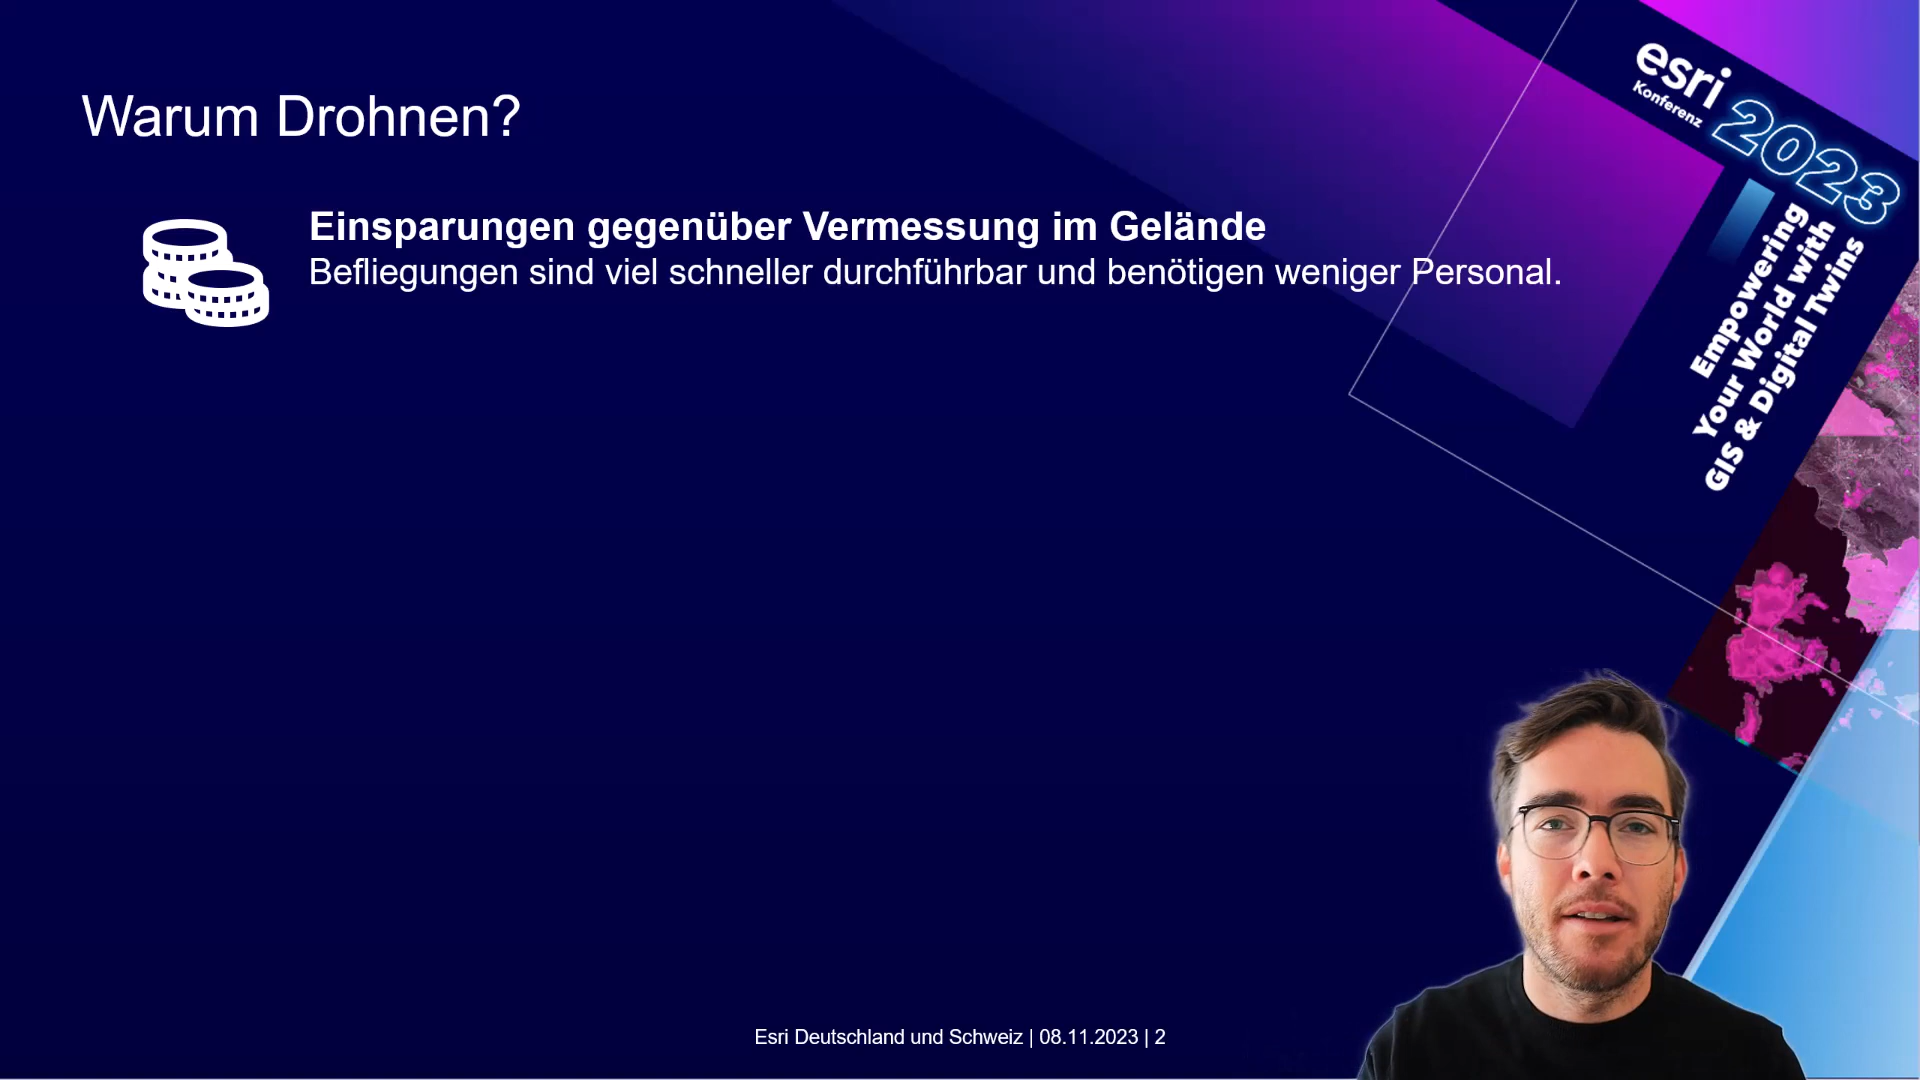 Warum Drohnen?
Einsparungen gegenüber Vermessung im Gelände
Befliegungen sind viel schneller durchführbar und benötigen weniger Personal.
esri
Konferenz
2023
Empowering
Your World with
GIS & Digital Twins
Esri Deutschland und Schweiz | 08.11.2023 | 2